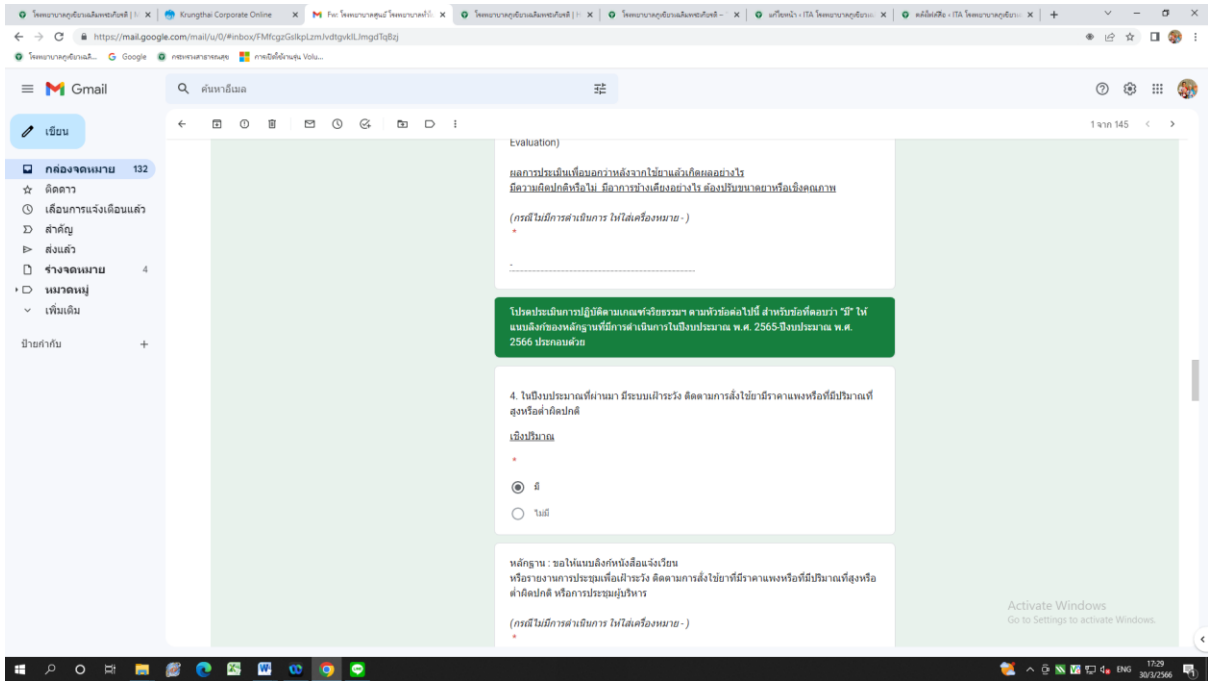 Krungthai Corporate Online
https://mail.google.com/mail/u/0/#inbox/FMfcgzGslkpLzmJvdtgvklLJmgdTqBzj
Google
กระทรวงสาธารณสุข
Gmail
ค้นหาอีเมล
เขียน
1 จาก 145
กล่องจดหมาย 132
ติดดาว
เลื่อนการแจ้งเตือนแล้ว
สำคัญ
ส่งแล้ว
ร่างจดหมาย 4
หมวดหมู่
เพิ่มเติม
ป้ายกำกับ +
Evaluation)
ผลการประเมินเพื่อบอกว่าหลังจากใช้ยาแล้วเกิดผลอย่างไร
มีความผิดปกติหรือไม่ มีอาการข้างเคียงอย่างไร ต้องปรับขนาดยาหรือเชิงคุณภาพ
(กรณีไม่มีการดำเนินการ ให้ใส่เครื่องหมาย - )
*
-
โปรดประเมินการปฏิบัติตามเกณฑ์จริยธรรมฯ ตามหัวข้อต่อไปนี้ สำหรับข้อที่ตอบว่า "มี" ให้
แนบลิงก์ของหลักฐานที่มีการดำเนินการในปีงบประมาณ พ.ศ. 2565-ปีงบประมาณ พ.ศ.
2566 ประกอบด้วย
4. ในปีงบประมาณที่ผ่านมา มีระบบเฝ้าระวัง ติดตามการสั่งใช้ยามีราคาแพงหรือที่มีปริมาณที่
สูงหรือต่ำผิดปกติ
เชิงปริมาณ
*
มี
ไม่มี
หลักฐาน : ขอให้แนบลิงก์หนังสือแจ้งเวียน
หรือรายงานการประชุมเพื่อเฝ้าระวัง ติดตามการสั่งใช้ยาที่มีราคาแพงหรือที่มีปริมาณที่สูงหรือ
ต่ำผิดปกติ หรือการประชุมผู้บริหาร
(กรณีไม่มีการดำเนินการ ให้ใส่เครื่องหมาย - )
*
Activate Windows
Go to Settings to activate Windows.
ENG
17:29
30/3/2566